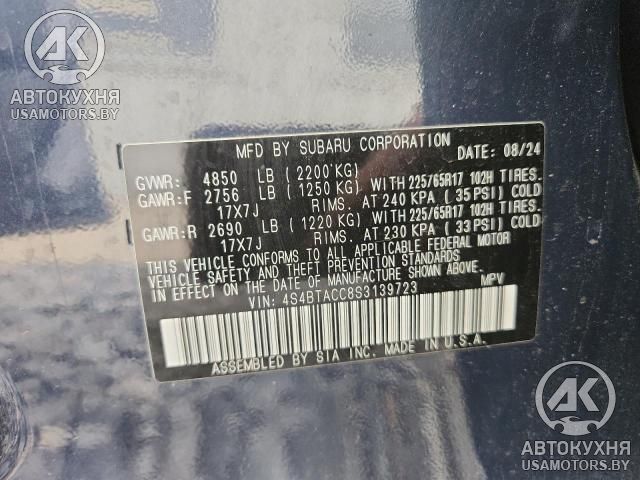 AK
АВТОКУХНЯ
USAMOTORS.BY
MFD BY SUBARU CORPORATION DATE: 08/24
GVWR: 4850 LB (2200 KG)
GAWR:F 2756 LB (1250 KG) WITH 225/65R17 102H TIRES.
17X7J RIMS. AT 240 KPA (35 PSI) COLD
GAWR:R 2690 LB (1220 KG) WITH 225/65R17 102H TIRES.
17X7J RIMS. AT 230 KPA (33 PSI) COLD
THIS VEHICLE CONFORMS TO ALL APPLICABLE FEDERAL MOTOR
VEHICLE SAFETY AND THEFT PREVENTION STANDARDS
IN EFFECT ON THE DATE OF MANUFACTURE SHOWN ABOVE.
VIN: 4S4BTACC8S3139723 MPV
ASSEMBLED BY SIA INC. MADE IN U.S.A.
AK
АВТОКУХНЯ
USAMOTORS.BY